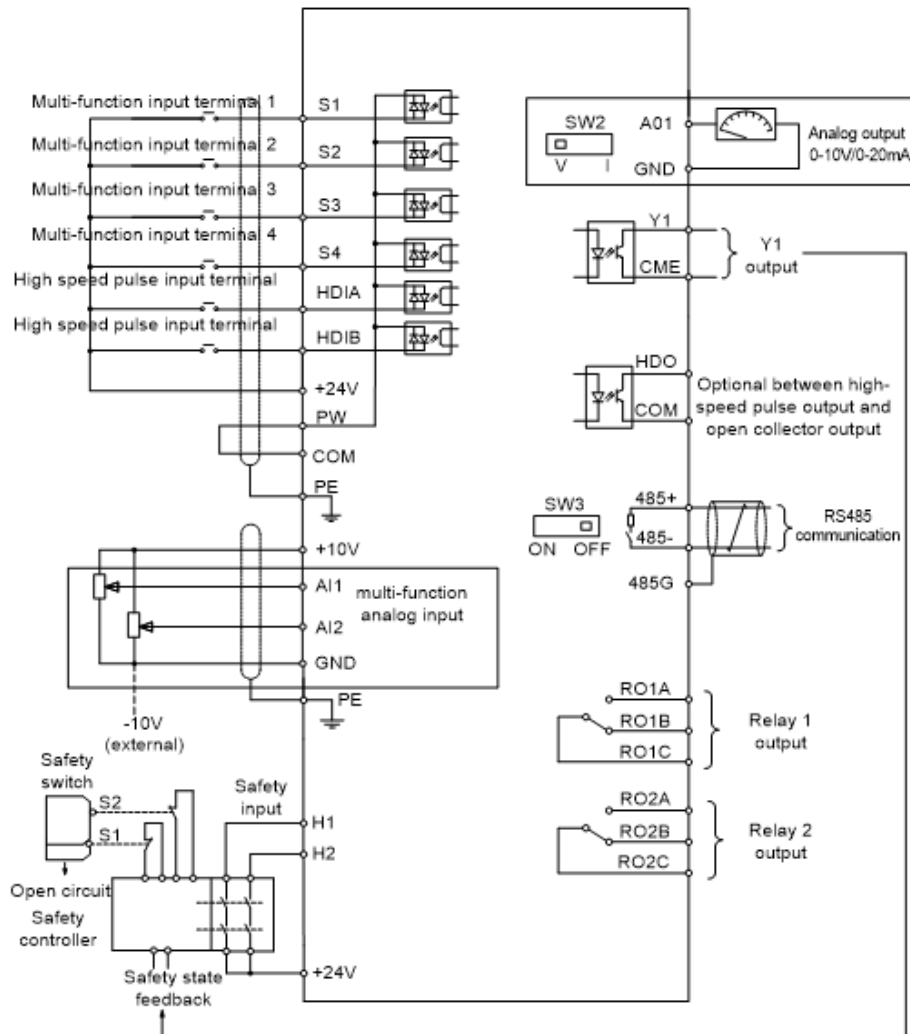 Multi-function input terminal 1
S1
Multi-function input terminal 2
S2
Multi-function input terminal 3
S3
Multi-function input terminal 4
S4
High speed pulse input terminal
HDIA
High speed pulse input terminal
HDIB
+24V
PW
COM
PE
+10V
AI1
multi-function
analog input
AI2
GND
PE
-10V
(external)
Safety
switch
S2
S1
Safety
input
H1
H2
Open circuit
Safety
controller
+24V
Safety state
feedback
SW2
V I
A01
GND
Analog output
0-10V/0-20mA
Y1
CME
Y1
output
HDO
COM
Optional between high-
speed pulse output and
open collector output
SW3
ON OFF
485+
485-
485G
RS485
communication
RO1A
RO1B
RO1C
Relay 1
output
RO2A
RO2B
RO2C
Relay 2
output